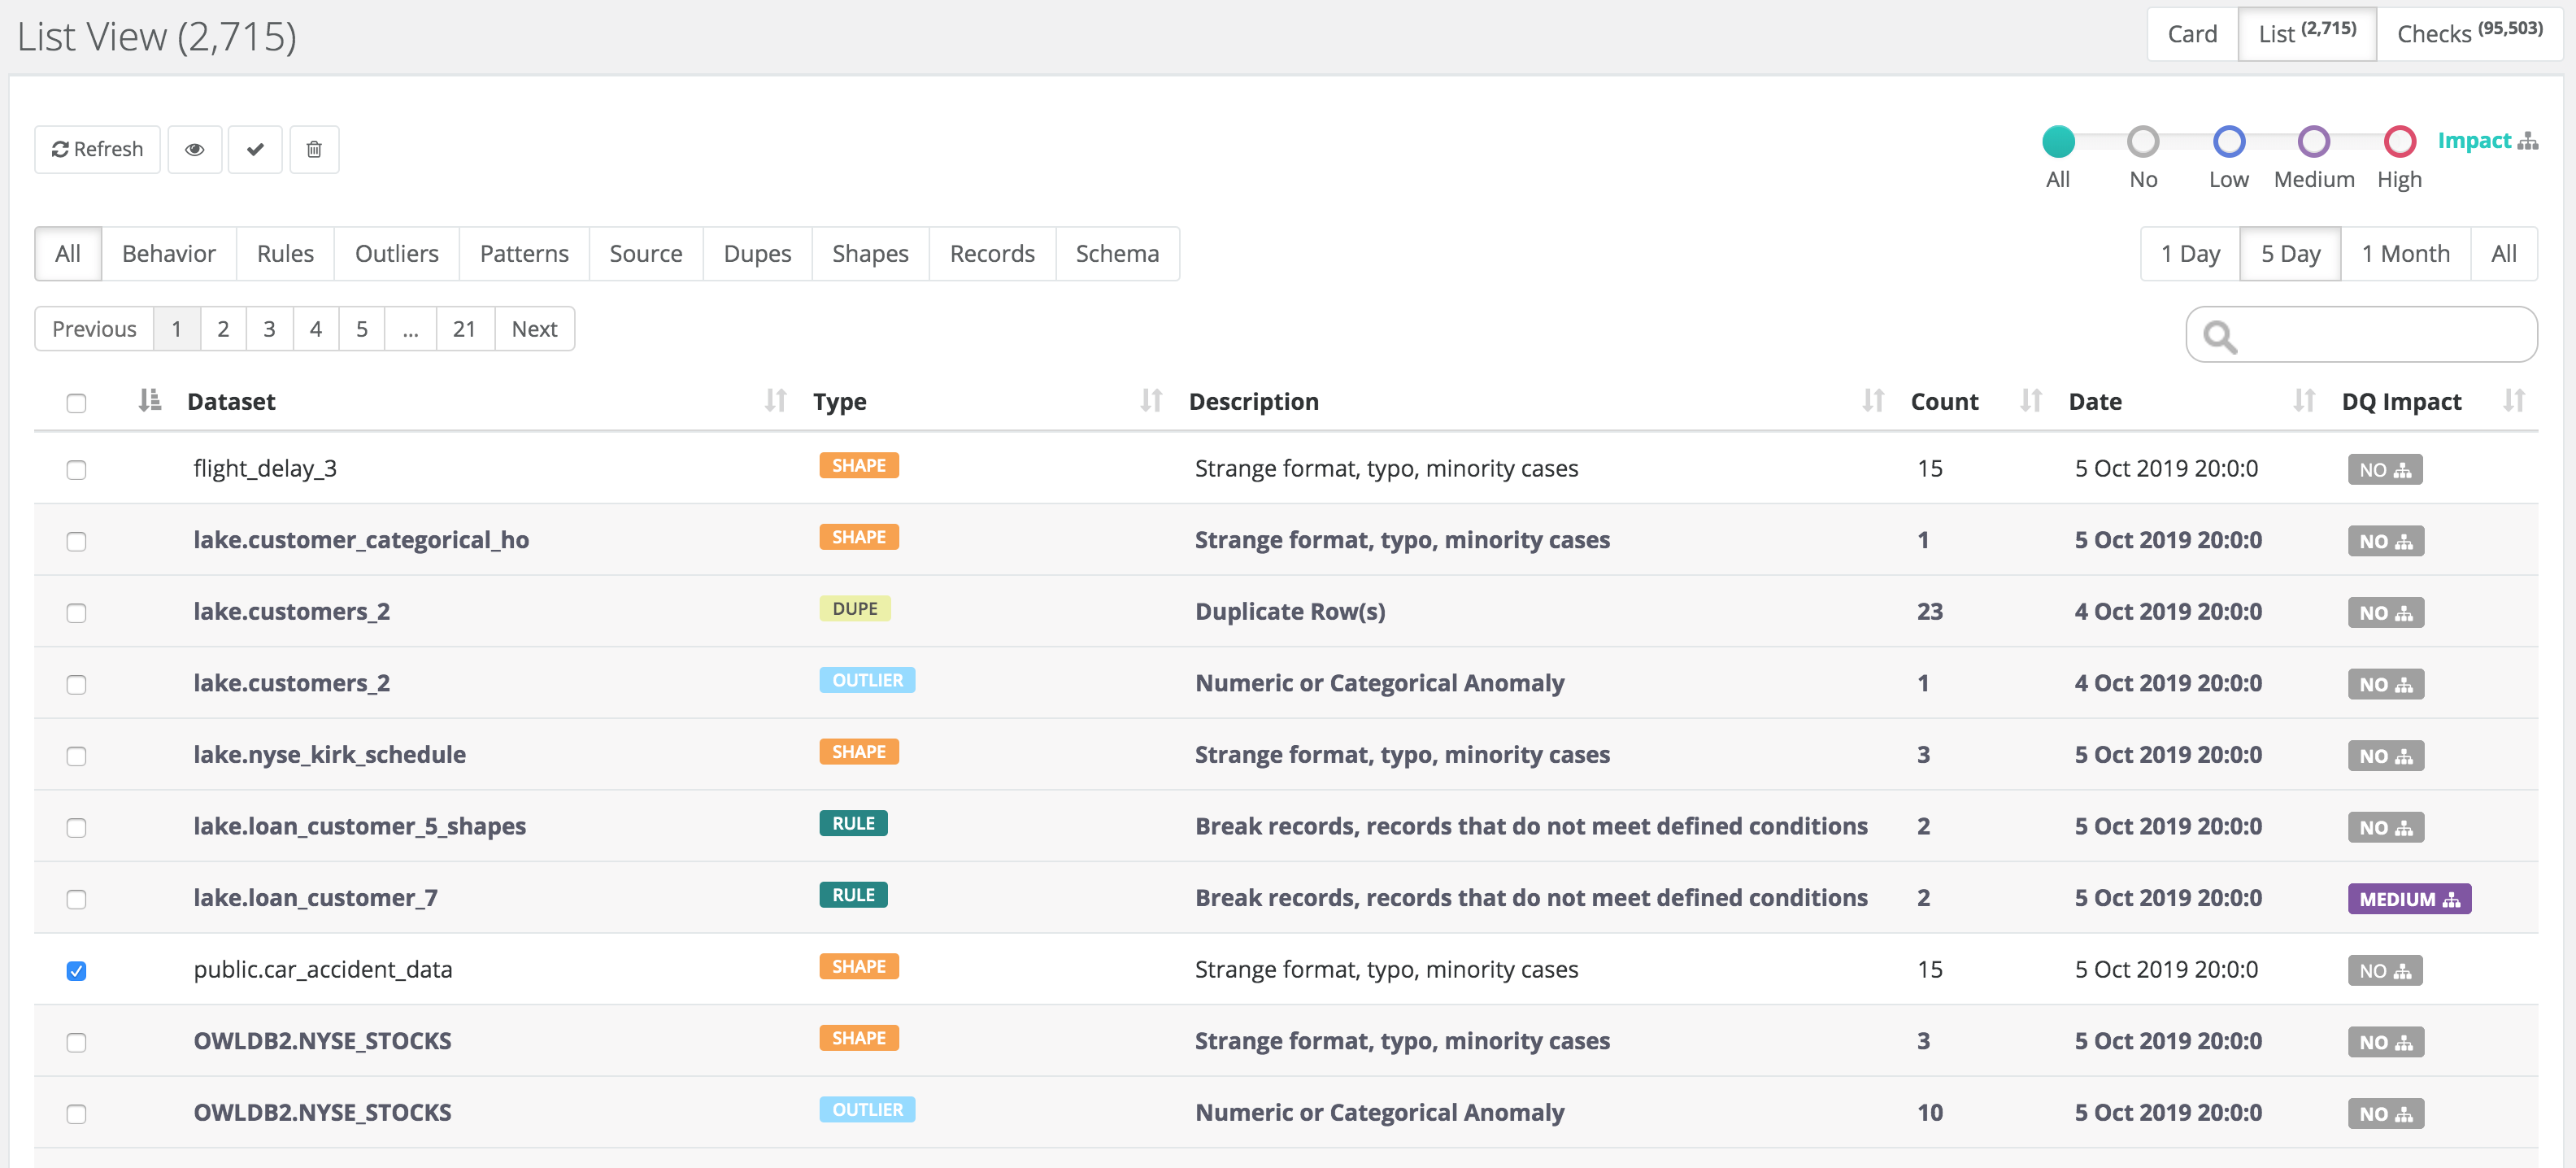 List View (2,715)
Card List (2,715) Checks (95,503)
Refresh
Impact
All No Low Medium High
All Behavior Rules Outliers Patterns Source Dupes Shapes Records Schema
1 Day 5 Day 1 Month All
Previous 1 2 3 4 5 ... 21 Next
Dataset Type Description Count Date DQ Impact
flight_delay_3 SHAPE Strange format, typo, minority cases 15 5 Oct 2019 20:0:0 NO
lake.customer_categorical_ho SHAPE Strange format, typo, minority cases 1 5 Oct 2019 20:0:0 NO
lake.customers_2 DUPE Duplicate Row(s) 23 4 Oct 2019 20:0:0 NO
lake.customers_2 OUTLIER Numeric or Categorical Anomaly 1 4 Oct 2019 20:0:0 NO
lake.nyse_kirk_schedule SHAPE Strange format, typo, minority cases 3 5 Oct 2019 20:0:0 NO
lake.loan_customer_5_shapes RULE Break records, records that do not meet defined conditions 2 5 Oct 2019 20:0:0 NO
lake.loan_customer_7 RULE Break records, records that do not meet defined conditions 2 5 Oct 2019 20:0:0 MEDIUM
public.car_accident_data SHAPE Strange format, typo, minority cases 15 5 Oct 2019 20:0:0 NO
OWLDB2.NYSE_STOCKS SHAPE Strange format, typo, minority cases 3 5 Oct 2019 20:0:0 NO
OWLDB2.NYSE_STOCKS OUTLIER Numeric or Categorical Anomaly 10 5 Oct 2019 20:0:0 NO